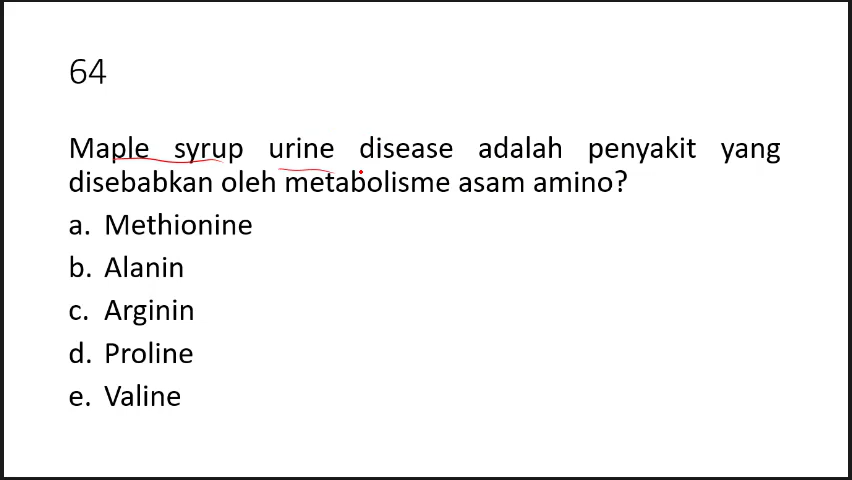 64
Maple syrup urine disease adalah penyakit yang
disebabkan oleh metabolisme asam amino?
a. Methionine
b. Alanin
c. Arginin
d. Proline
e. Valine